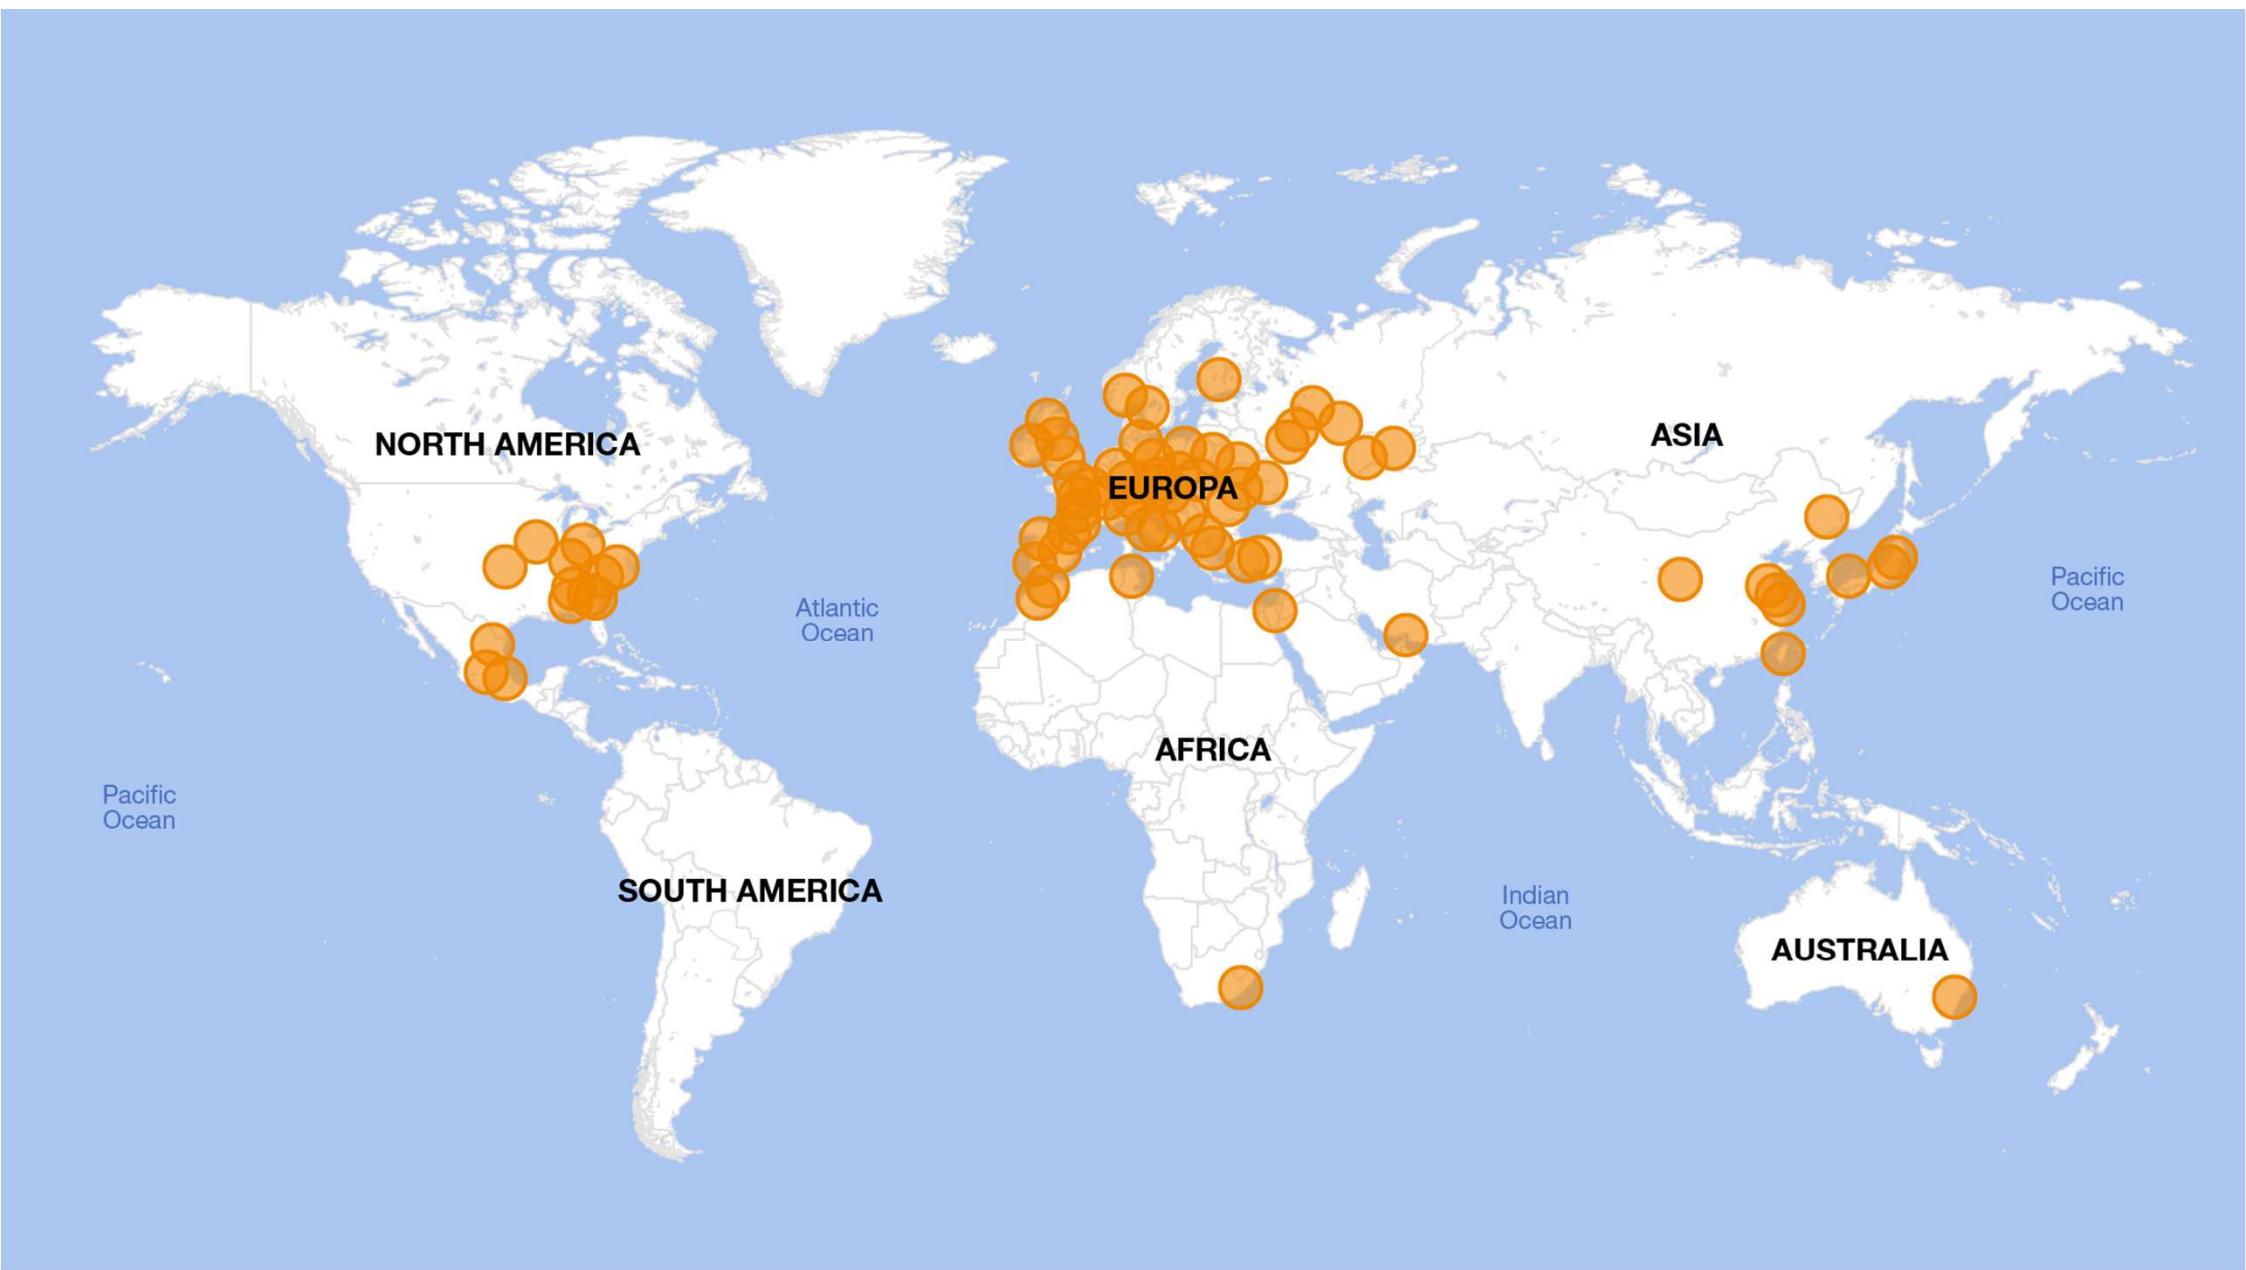 NORTH AMERICA
ASIA
EUROPA
Pacific
Ocean
Atlantic
Ocean
AFRICA
Pacific
Ocean
SOUTH AMERICA
Indian
Ocean
AUSTRALIA